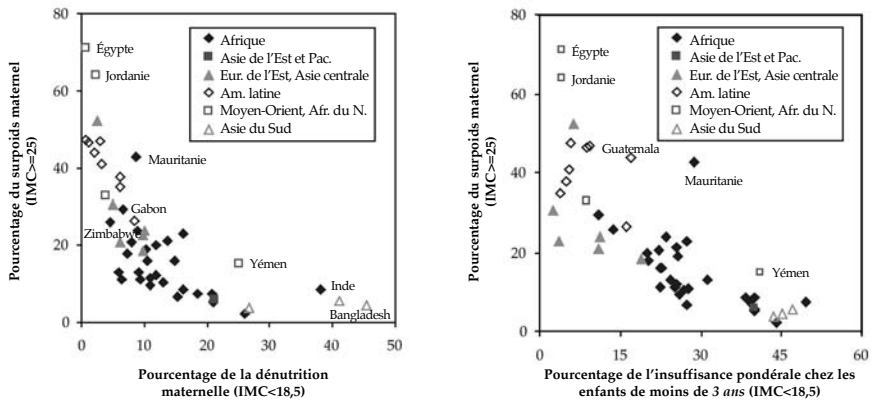 Pourcentage du surpoids maternel
(IMC>=25)
80
60
40
20
0
Égypte
Jordanie
Mauritanie
Gabon
Zimbabwe
Yémen
Inde
Bangladesh
Afrique
Asie de l'Est et Pac.
Eur. de l'Est, Asie centrale
Am. latine
Moyen-Orient, Afr. du N.
Asie du Sud
0 10 20 30 40 50
Pourcentage de la dénutrition
maternelle (IMC<18,5)
Pourcentage du surpoids maternel
(IMC>=25)
80
60
40
20
0
Égypte
Jordanie
Guatemala
Mauritanie
Yémen
Afrique
Asie de l'Est et Pac.
Eur. de l'Est, Asie centrale
Am. latine
Moyen-Orient, Afr. du N.
Asie du Sud
0 15 30 45 60
Pourcentage de l'insuffisance pondérale chez les
enfants de moins de 3 ans (IMC<18,5)